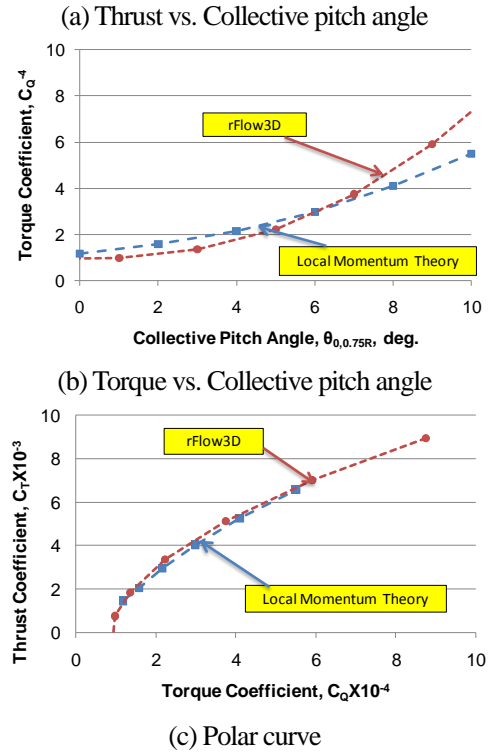 (a) Thrust vs. Collective pitch angle
10
8
6
4
2
0
Torque Coefficient, C_Q⁻⁴
rFlow3D
Local Momentum Theory
0 2 4 6 8 10
Collective Pitch Angle, θ₀,₀.₇₅R, deg.
(b) Torque vs. Collective pitch angle
10
8
6
4
2
0
Thrust Coefficient, C_TX10⁻³
rFlow3D
Local Momentum Theory
0 2 4 6 8 10
Torque Coefficient, C_QX10⁻⁴
(c) Polar curve